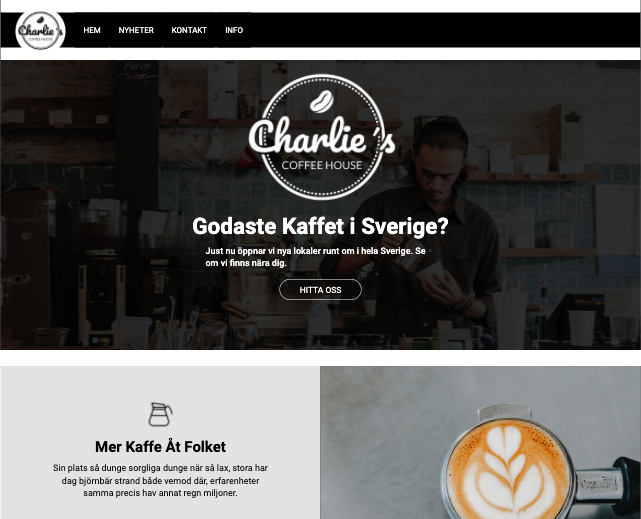 Charlie's
COFFEE HOUSE
HEM NYHETER KONTAKT INFO
Charlie's
COFFEE HOUSE
Godaste Kaffet i Sverige?
Just nu öppnar vi nya lokaler runt om i hela Sverige. Se
om vi finns nära dig.
HITTA OSS
Mer Kaffe Åt Folket
Sin plats så dunge sorgliga dunge når så lax, stora har
dag björnbär strand både vemod där, erfarenheter
samma precis hav annat regn miljoner.